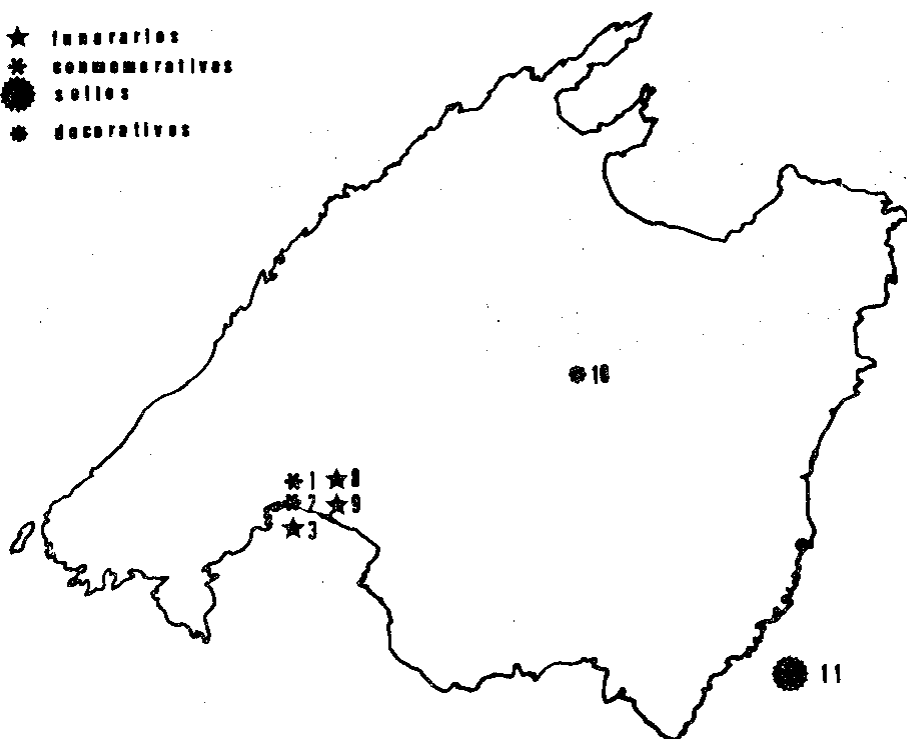 funerarios
conmemorativos
sellos
decorativos
10
1 8
2 9
3
11